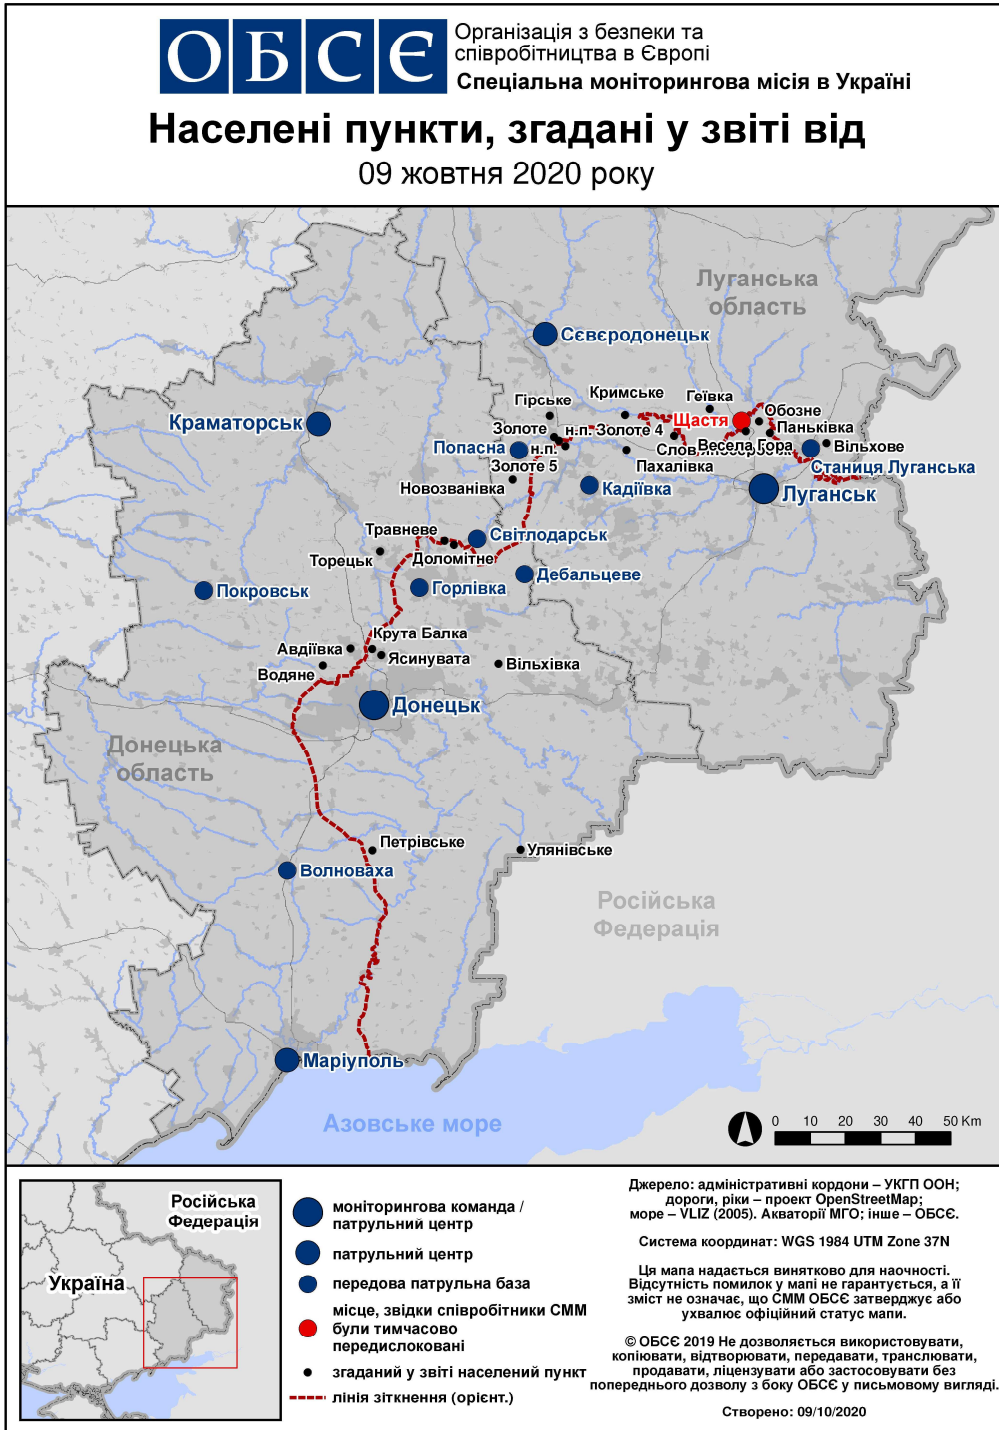 ОБСЄ
Організація з безпеки та
співробітництва в Європі
Спеціальна моніторингова місія в Україні
Населені пункти, згадані у звіті від
09 жовтня 2020 року
Луганська
область
Сєвєродонецьк
Кримське
Геївка
Гірське
Щастя
Обозне
Краматорськ
Золоте
н.п. Золоте 4
Паньківка
Попасна
н.п.
Весела Гора
Вільхове
Золоте 5
Пахалівка
Станиця Луганська
Новозванівка
Кадіївка
Луганськ
Травневе
Світлодарськ
Торецьк
Доломітне
Дебальцеве
Покровськ
Горлівка
Крута Балка
Авдіївка
Ясинувата
Водяне
Вільхівка
Донецьк
Донецька
область
Петрівське
Улянівське
Волноваха
Російська
Федерація
Маріуполь
Азовське море
0 10 20 30 40 50 Km
Російська
Федерація
Україна
моніторингова команда /
патрульний центр
патрульний центр
передова патрульна база
місце, звідки співробітники СММ
були тимчасово
передислоковані
згаданий у звіті населений пункт
лінія зіткнення (орієнт.)
Джерело: адміністративні кордони – УКГП ООН;
дороги, ріки – проект OpenStreetMap;
море – VLIZ (2005). Акваторії МГО; інше – ОБСЄ.
Система координат: WGS 1984 UTM Zone 37N
Ця мапа надається винятково для наочності.
Відсутність помилок у мапі не гарантується, а її
зміст не означає, що СММ ОБСЄ затверджує або
ухвалює офіційний статус мапи.
© ОБСЄ 2019 Не дозволяється використовувати,
копіювати, відтворювати, передавати, транслювати,
продавати, ліцензувати або застосовувати без
попереднього дозволу з боку ОБСЄ у письмовому вигляді.
Створено: 09/10/2020